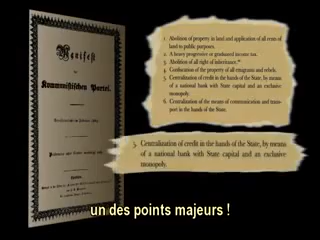 Manifest
der
Kommunistischen Partei.
1. Abolition of property in land and application of all rents of
land to public purposes.
2. A heavy progressive or graduated income tax.
3. Abolition of all right of inheritance.
4. Confiscation of the property of all emigrants and rebels.
5. Centralization of credit in the hands of the State, by means
of a national bank with State capital and an exclusive
monopoly.
6. Centralization of the means of communication and trans-
port in the hands of the State.
5. Centralization of credit in the hands of the State, by means
of a national bank with State capital and an exclusive
monopoly.
un des points majeurs !